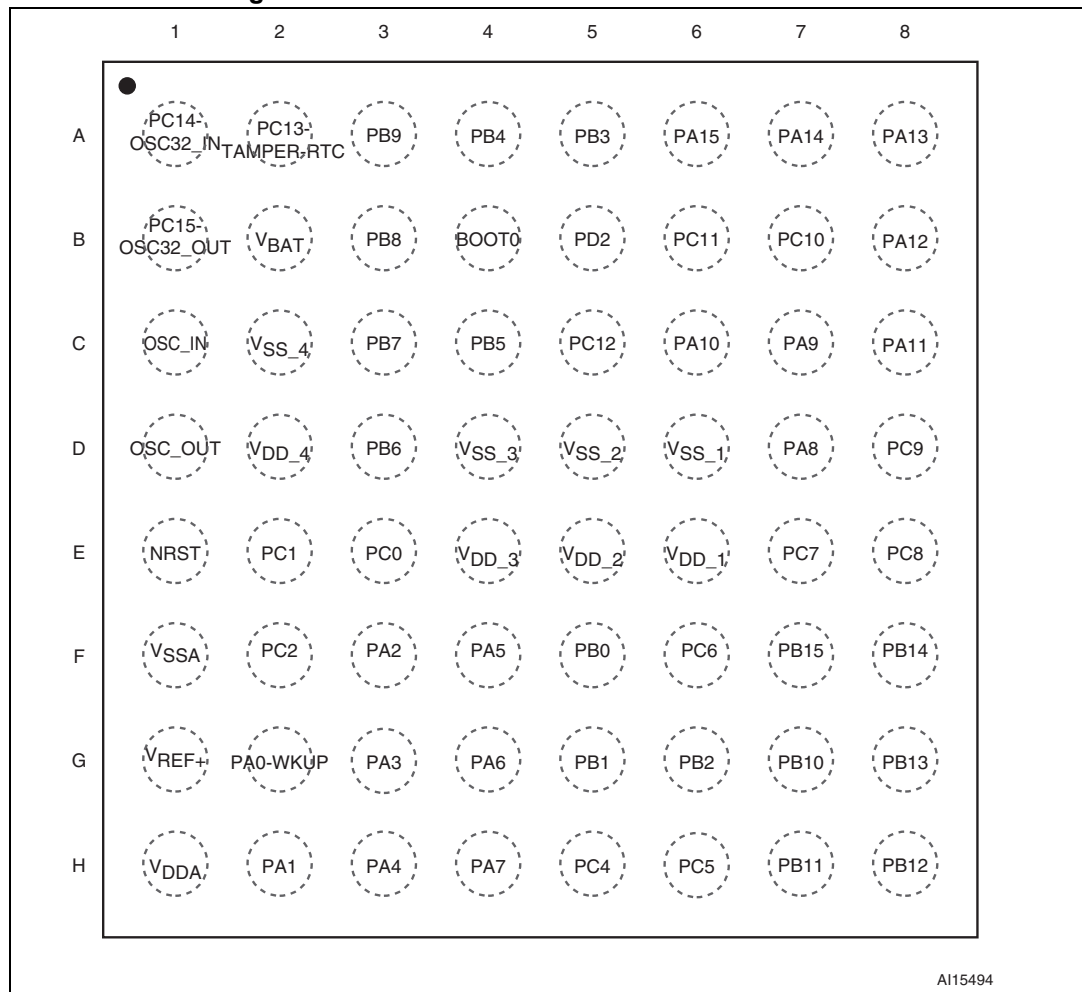 g
1 2 3 4 5 6 7 8
A PC14-OSC32_IN PC13-TAMPER-RTC PB9 PB4 PB3 PA15 PA14 PA13
B PC15-OSC32_OUT VBAT PB8 BOOT0 PD2 PC11 PC10 PA12
C OSC_IN VSS_4 PB7 PB5 PC12 PA10 PA9 PA11
D OSC_OUT VDD_4 PB6 VSS_3 VSS_2 VSS_1 PA8 PC9
E NRST PC1 PC0 VDD_3 VDD_2 VDD_1 PC7 PC8
F VSSA PC2 PA2 PA5 PB0 PC6 PB15 PB14
G VREF+ PA0-WKUP PA3 PA6 PB1 PB2 PB10 PB13
H VDDA PA1 PA4 PA7 PC4 PC5 PB11 PB12
AI15494